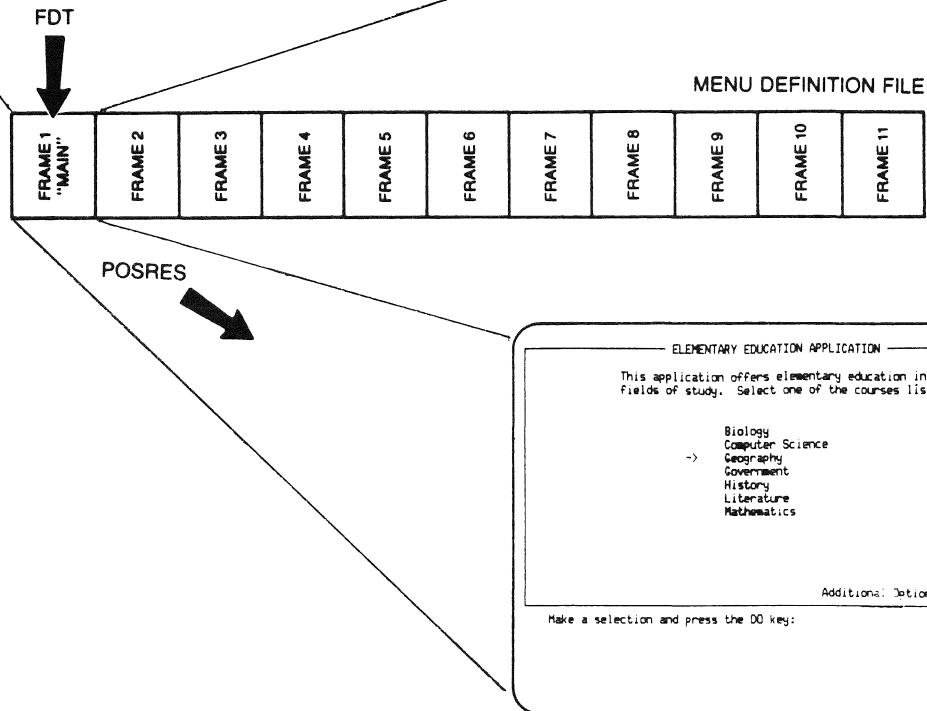 FDT
MENU DEFINITION FILE
FRAME 1
"MAIN"
FRAME 2
FRAME 3
FRAME 4
FRAME 5
FRAME 6
FRAME 7
FRAME 8
FRAME 9
FRAME 10
FRAME 11
POSRES
ELEMENTARY EDUCATION APPLICATION
This application offers elementary education in
fields of study. Select one of the courses lis
Biology
Computer Science
-> Geography
Government
History
Literature
Mathematics
Additional Option
Make a selection and press the DO key: